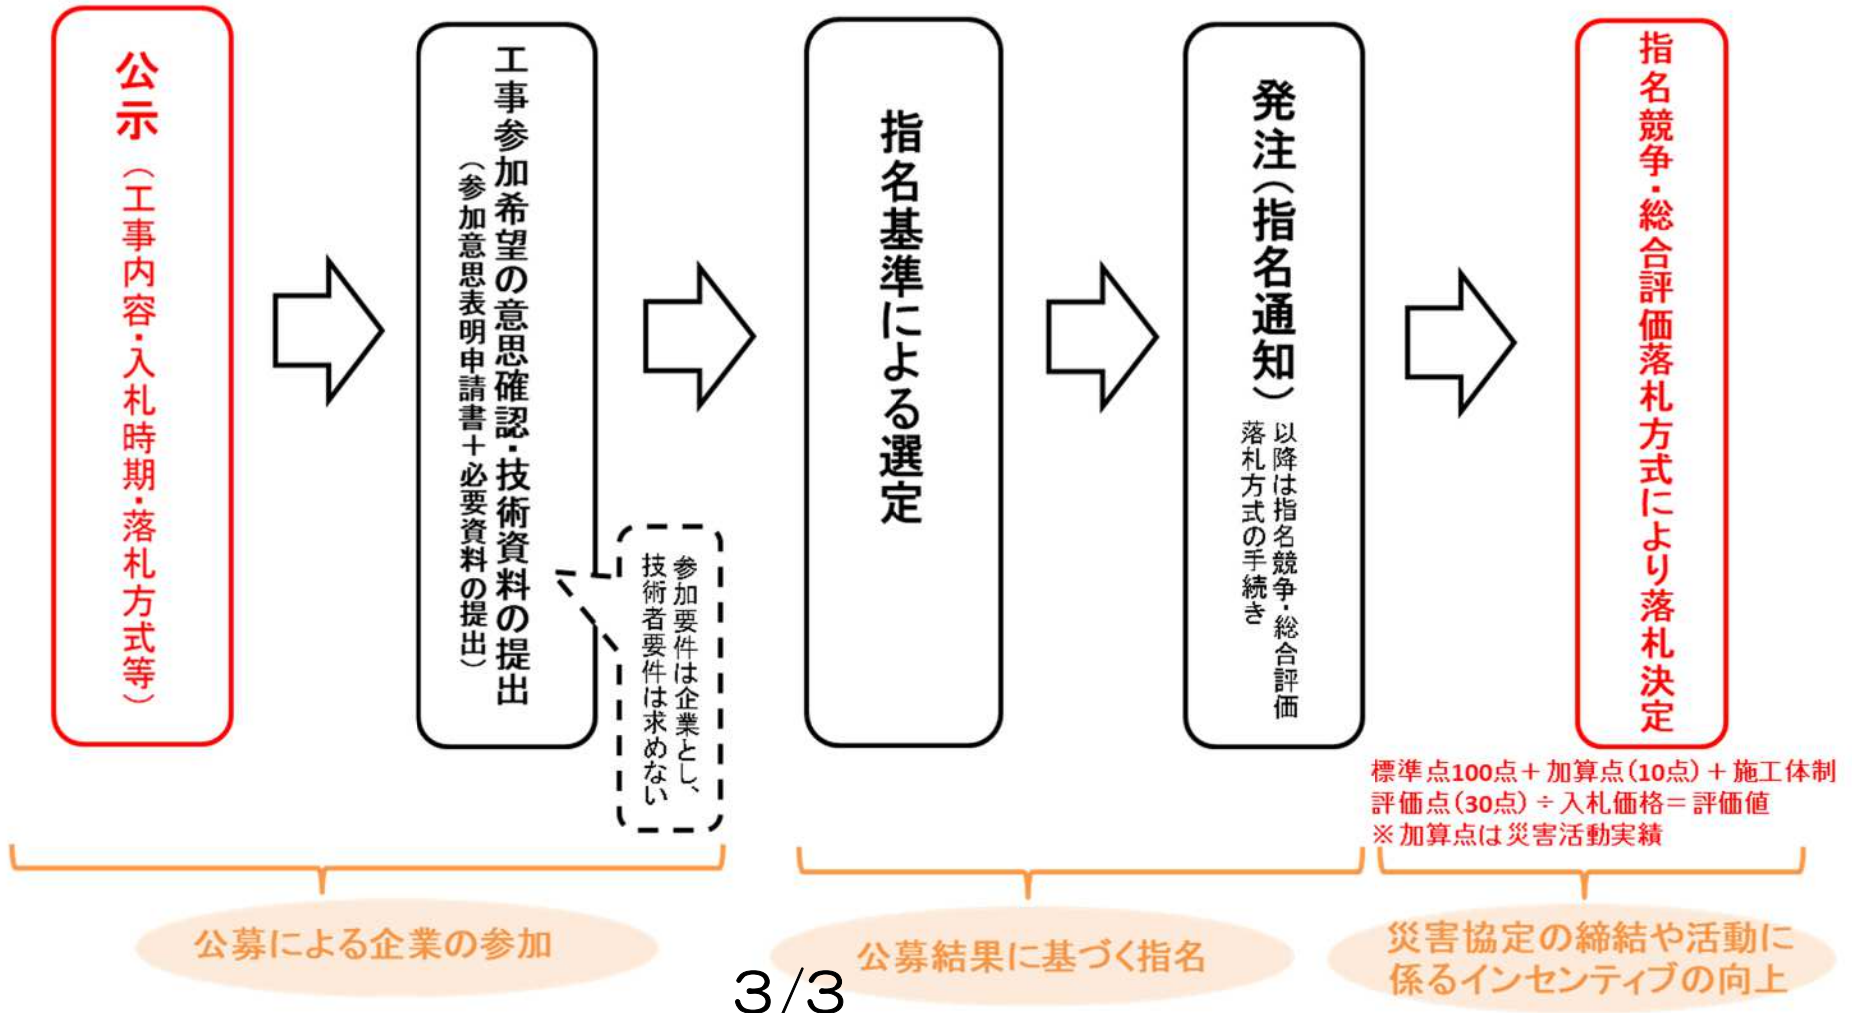 公示(工事内容・入札時期・落札方式等)
工事参加希望の意思確認・技術資料の提出
(参加意思表明申請書+必要資料の提出)
参加要件は企業とし、
技術者要件は求めない
指名基準による選定
発注(指名通知)
以降は指名競争・総合評価
落札方式の手続き
指名競争・総合評価落札方式により落札決定
標準点100点+加算点(10点)+施工体制
評価点(30点)÷入札価格=評価値
※加算点は災害活動実績
公募による企業の参加
公募結果に基づく指名
災害協定の締結や活動に
係るインセンティブの向上
3/3